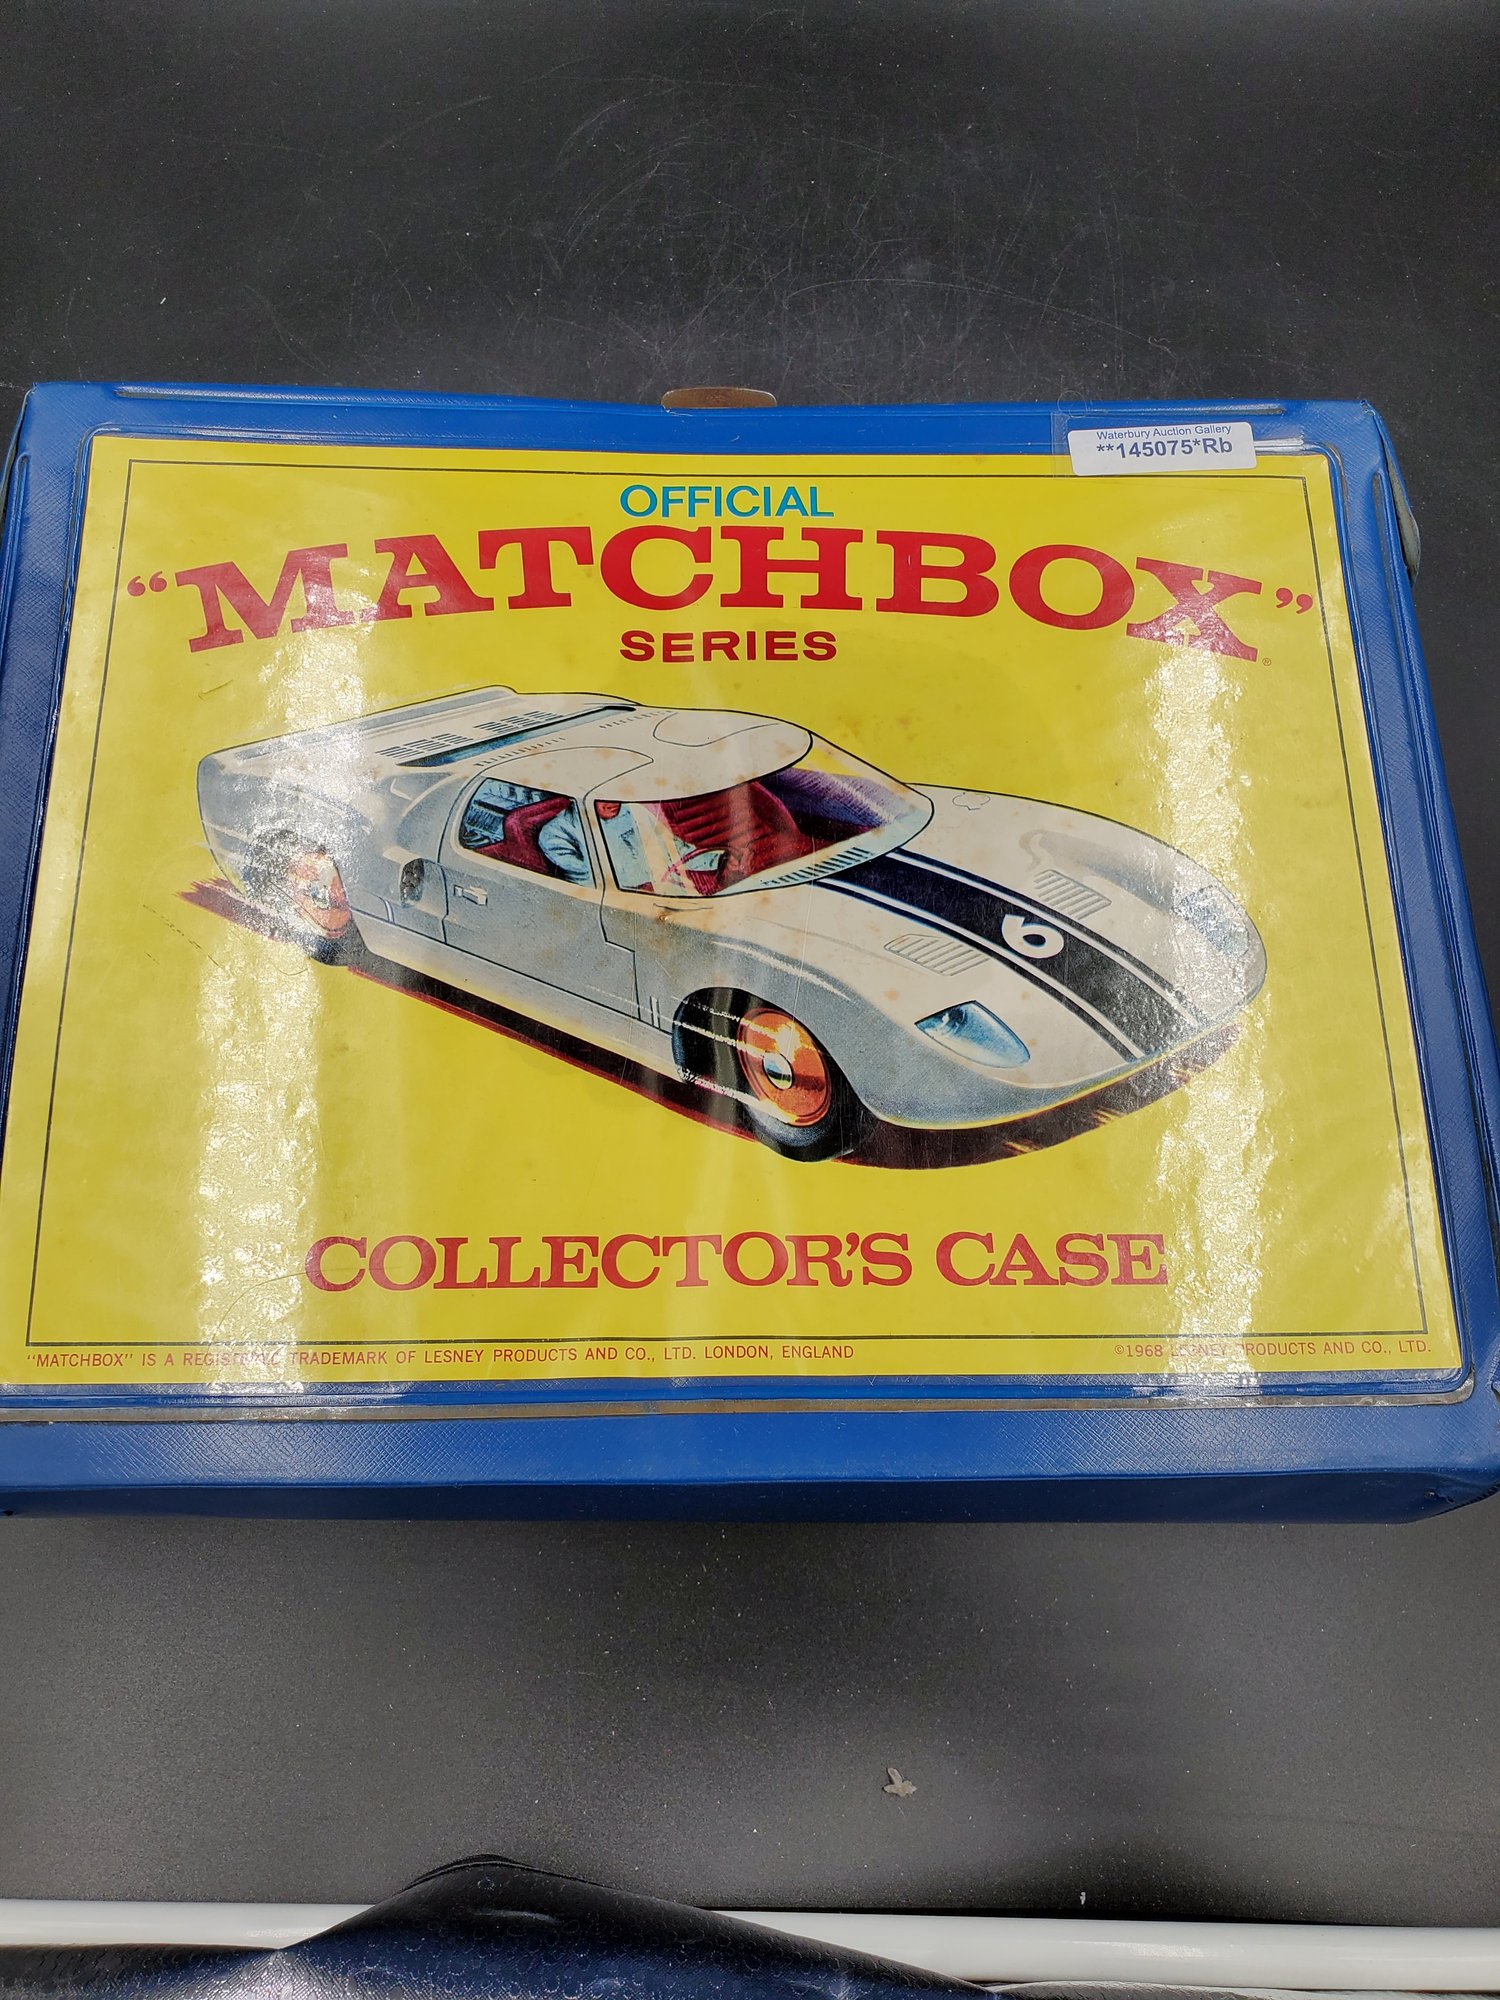 Waterbury Auction Gallery
**145075*Rb
OFFICIAL
"MATCHBOX"®
SERIES
6
COLLECTOR'S CASE
"MATCHBOX" IS A REGISTERED TRADEMARK OF LESNEY PRODUCTS AND CO., LTD. LONDON, ENGLAND
©1968 LESNEY PRODUCTS AND CO., LTD.